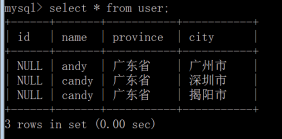 mysql> select * from user;
| id | name | province | city |
| NULL | andy | 广东省 | 广州市 |
| NULL | candy | 广东省 | 深圳市 |
| NULL | candy | 广东省 | 揭阳市 |
3 rows in set (0.00 sec)